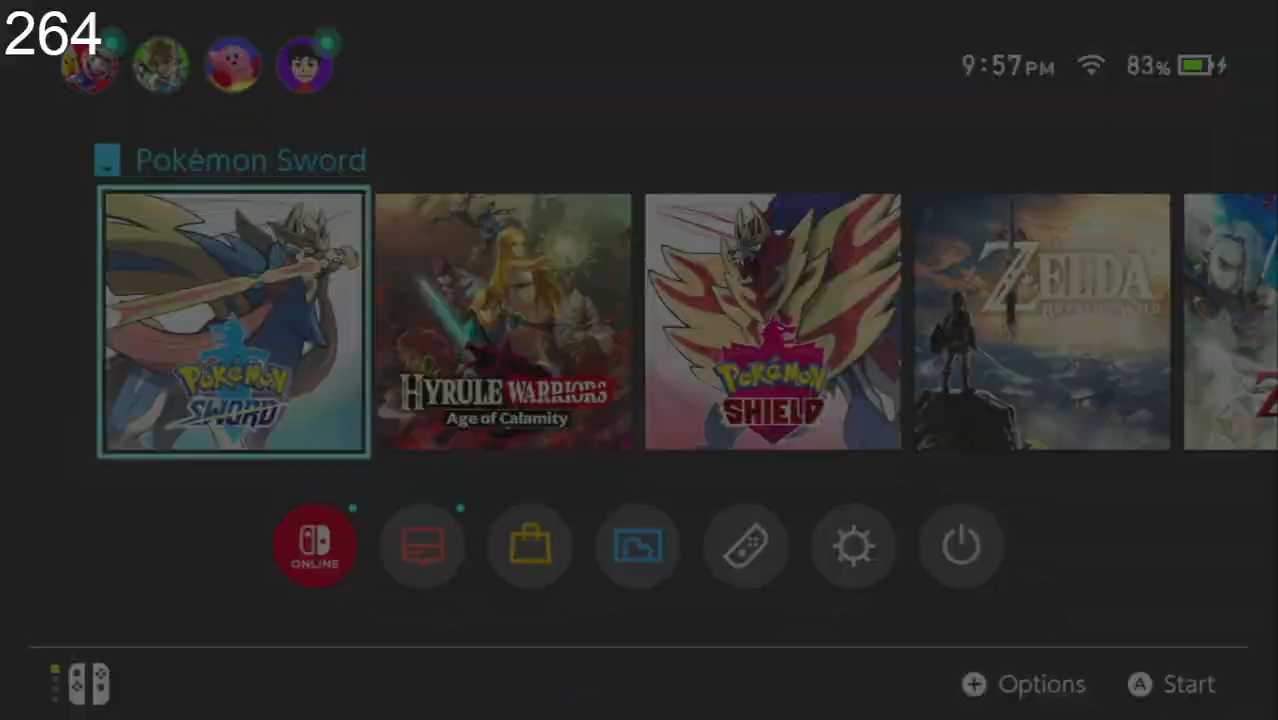 264
9:57PM
83%
Pokémon Sword
POKéMON
SWORD
HYRULE WARRIORS
Age of Calamity
POKéMON
SHIELD
ZELDA
ONLINE
Options
Start